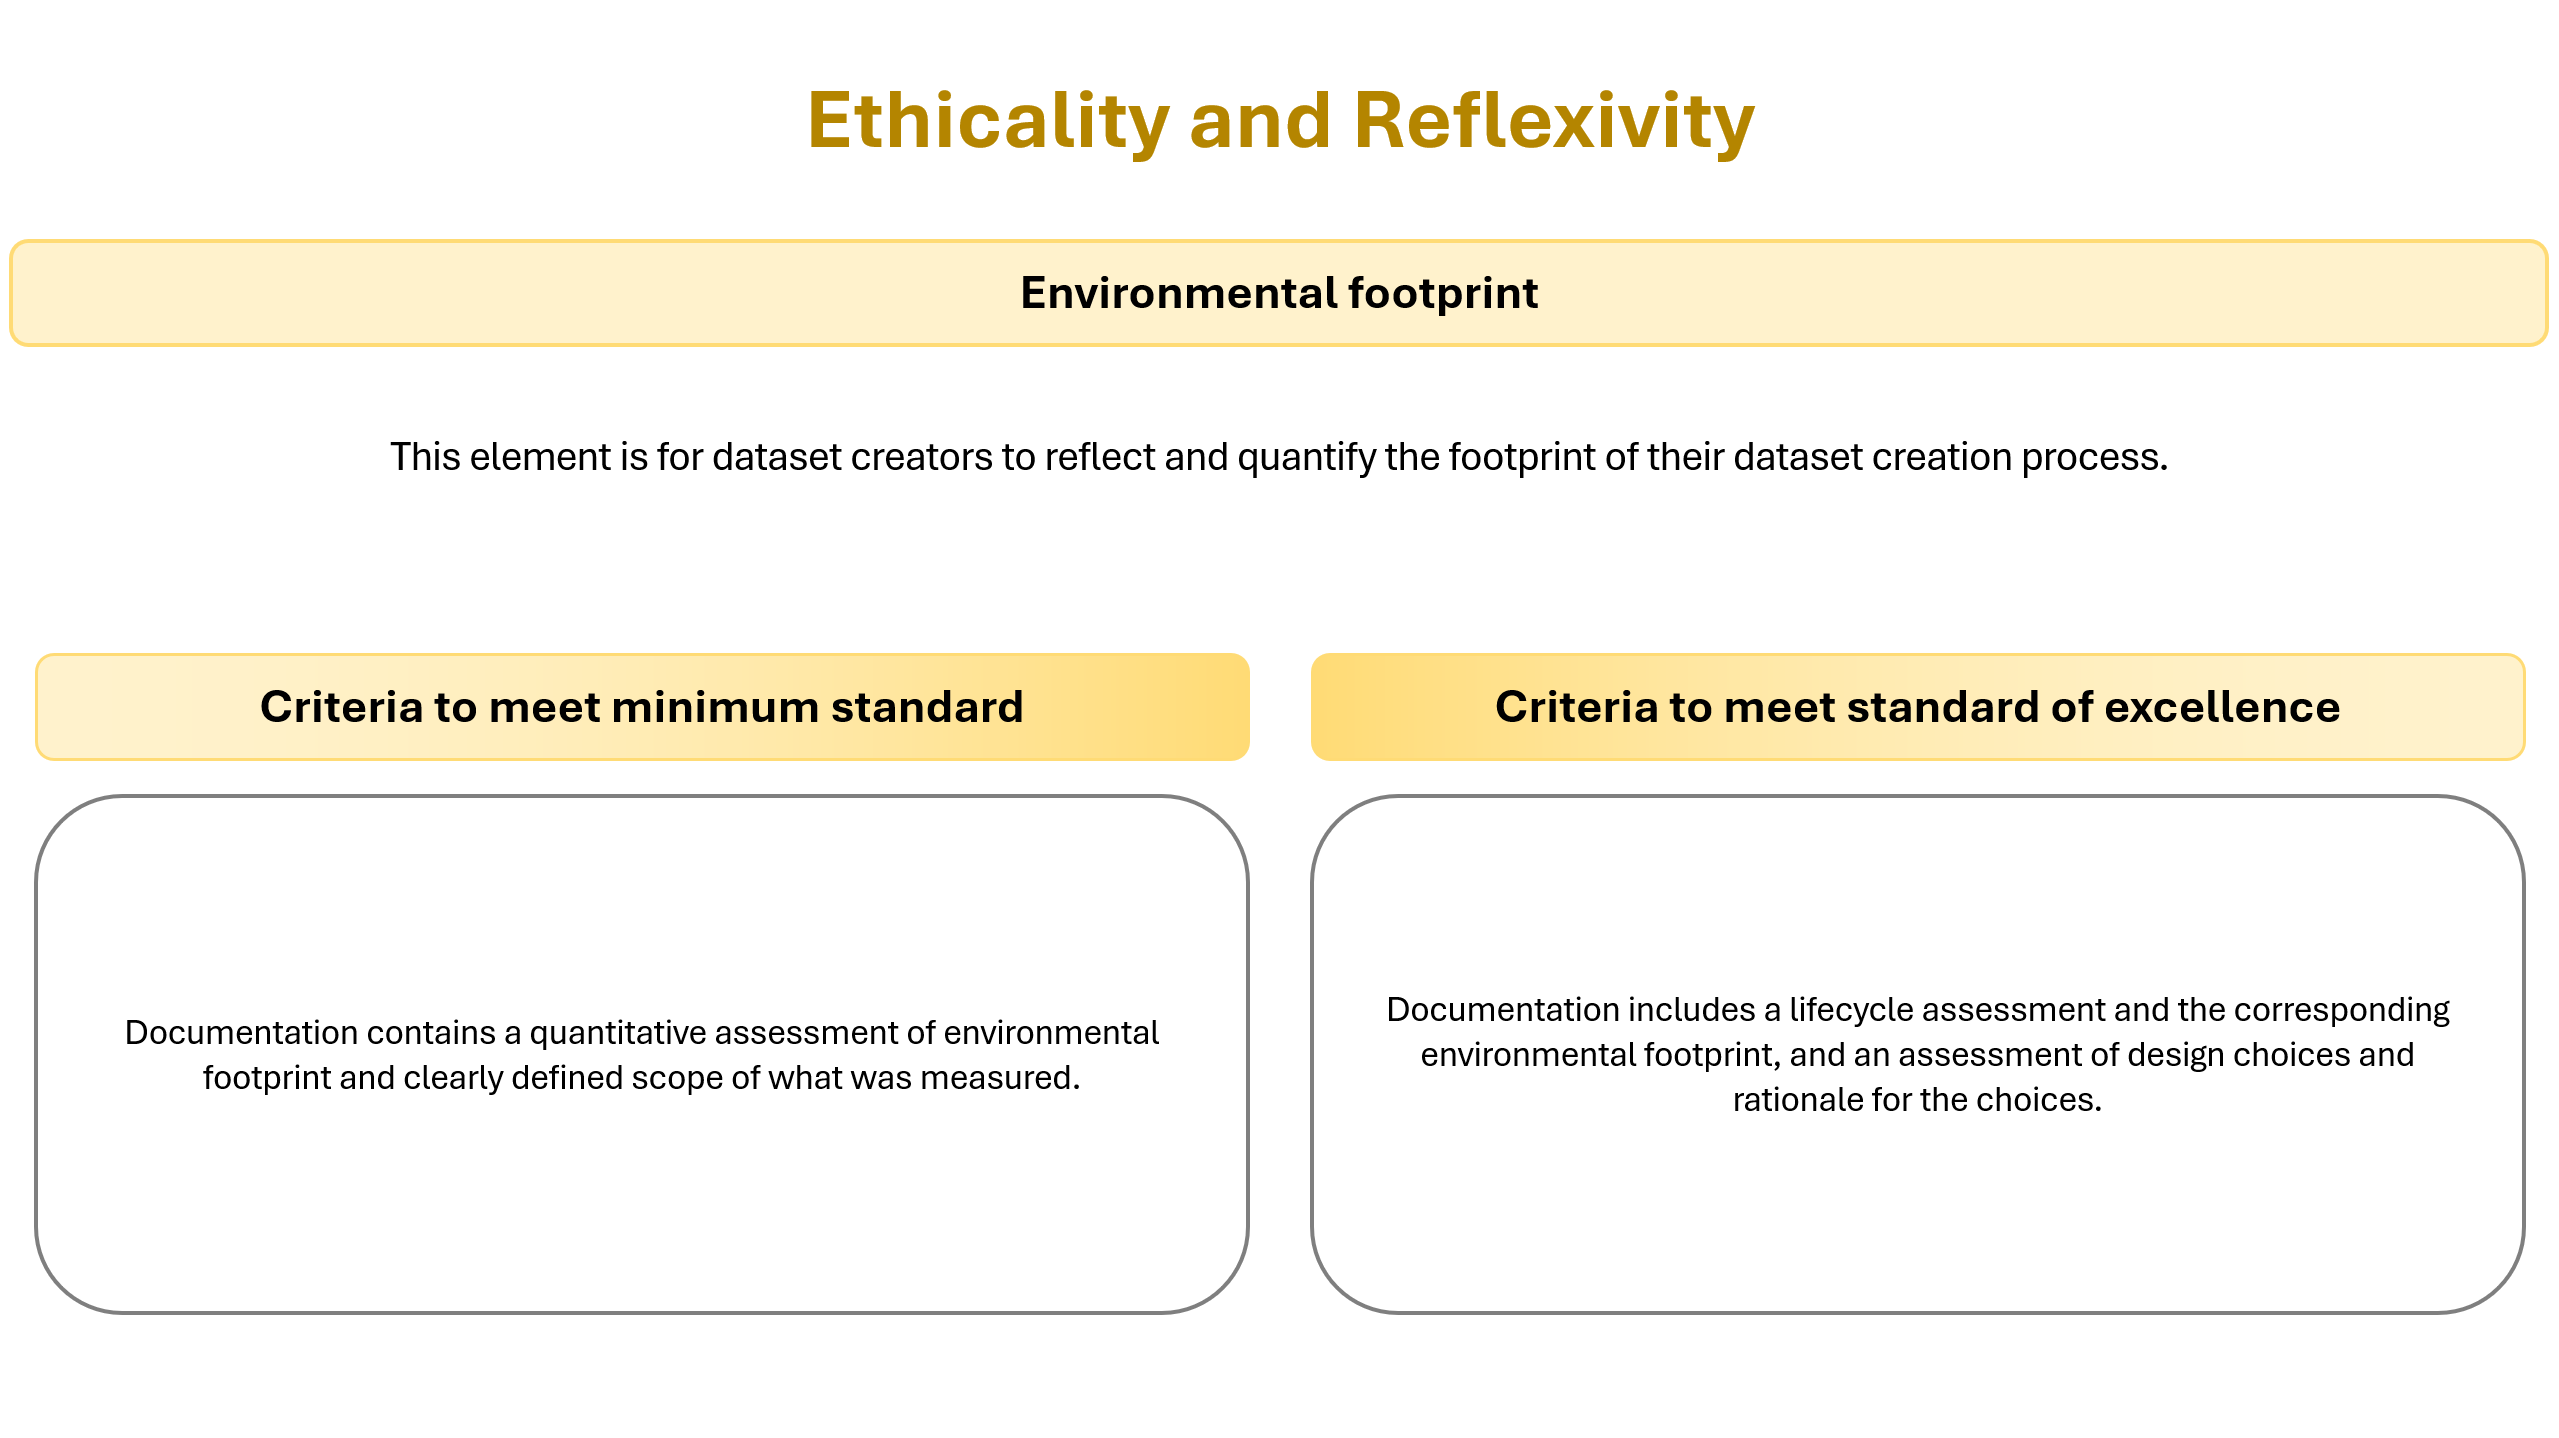 Ethicality and Reflexivity
Environmental footprint
This element is for dataset creators to reflect and quantify the footprint of their dataset creation process.
Criteria to meet minimum standard
Documentation contains a quantitative assessment of environmental
footprint and clearly defined scope of what was measured.
Criteria to meet standard of excellence
Documentation includes a lifecycle assessment and the corresponding
environmental footprint, and an assessment of design choices and
rationale for the choices.